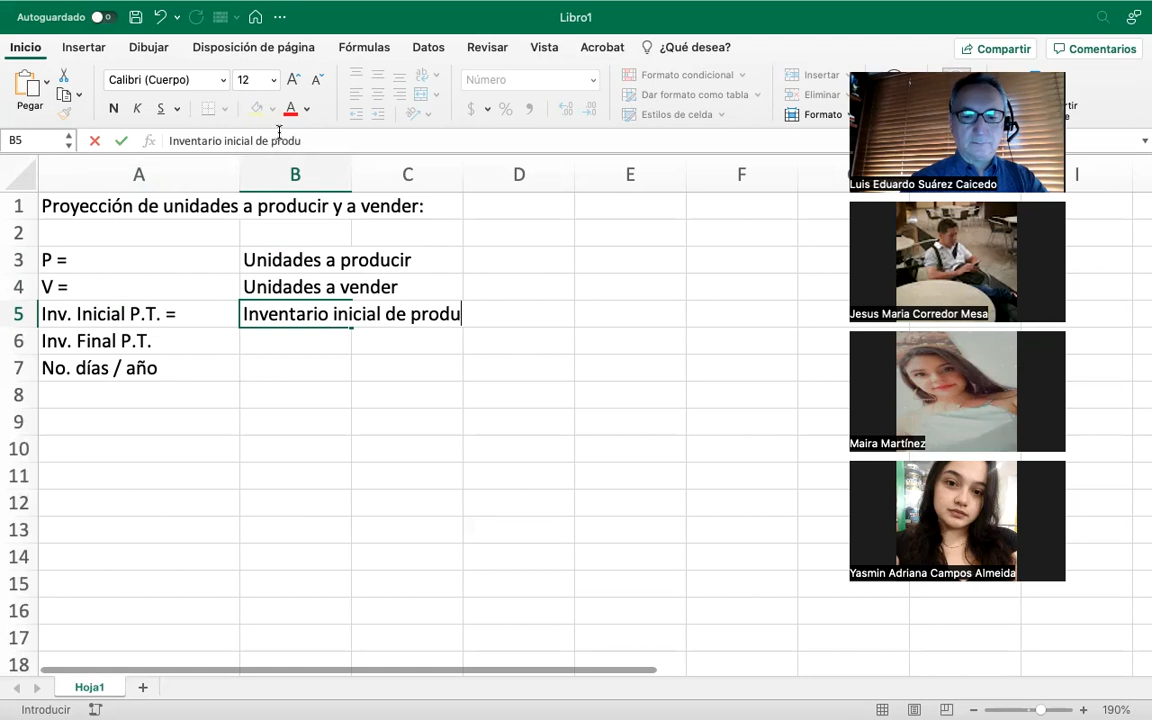 Autoguardado 0
Libro1
Inicio Insertar Dibujar Disposición de página Fórmulas Datos Revisar Vista Acrobat ¿Qué desea?
Compartir Comentarios
Pegar
Calibri (Cuerpo) 12
N K S
Número
$ % 
Formato condicional
Dar formato como tabla
Estilos de celda
Insertar
Eliminar
Formato
B5 fx Inventario inicial de produ
A B C D E F I
1 Proyección de unidades a producir y a vender:
2
3 P = Unidades a producir
4 V = Unidades a vender
5 Inv. Inicial P.T. = Inventario inicial de produ
6 Inv. Final P.T.
7 No. días / año
8
9
10
11
12
13
14
15
16
17
18
Luis Eduardo Suárez Caicedo
Jesus Maria Corredor Mesa
Maira Martínez
Yasmin Adriana Campos Almeida
Hoja1
Introducir
190%